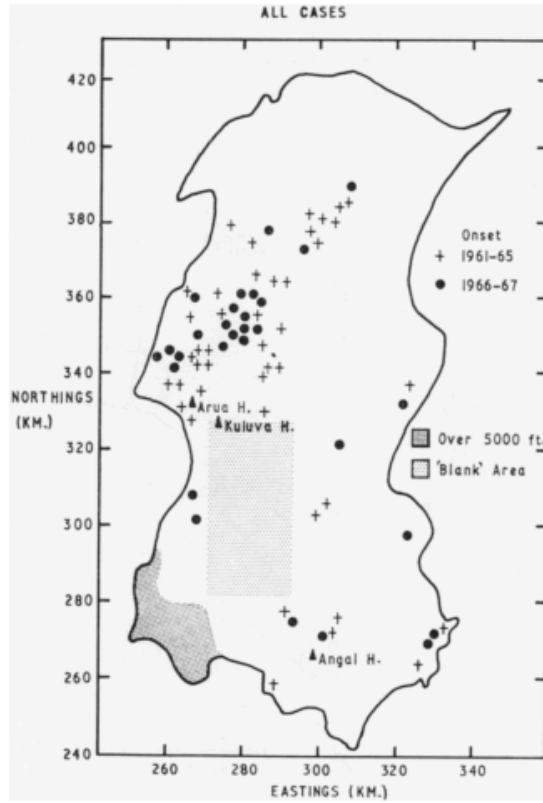 ALL CASES
420
400
380
360
340
NORTHINGS
(KM.)
320
300
280
260
240
Onset
+ 1961-65
● 1966-67
Arua H.
Kuluva H.
Over 5000 ft.
'Blank' Area
Angal H.
260 280 300 320 340
EASTINGS (KM.)